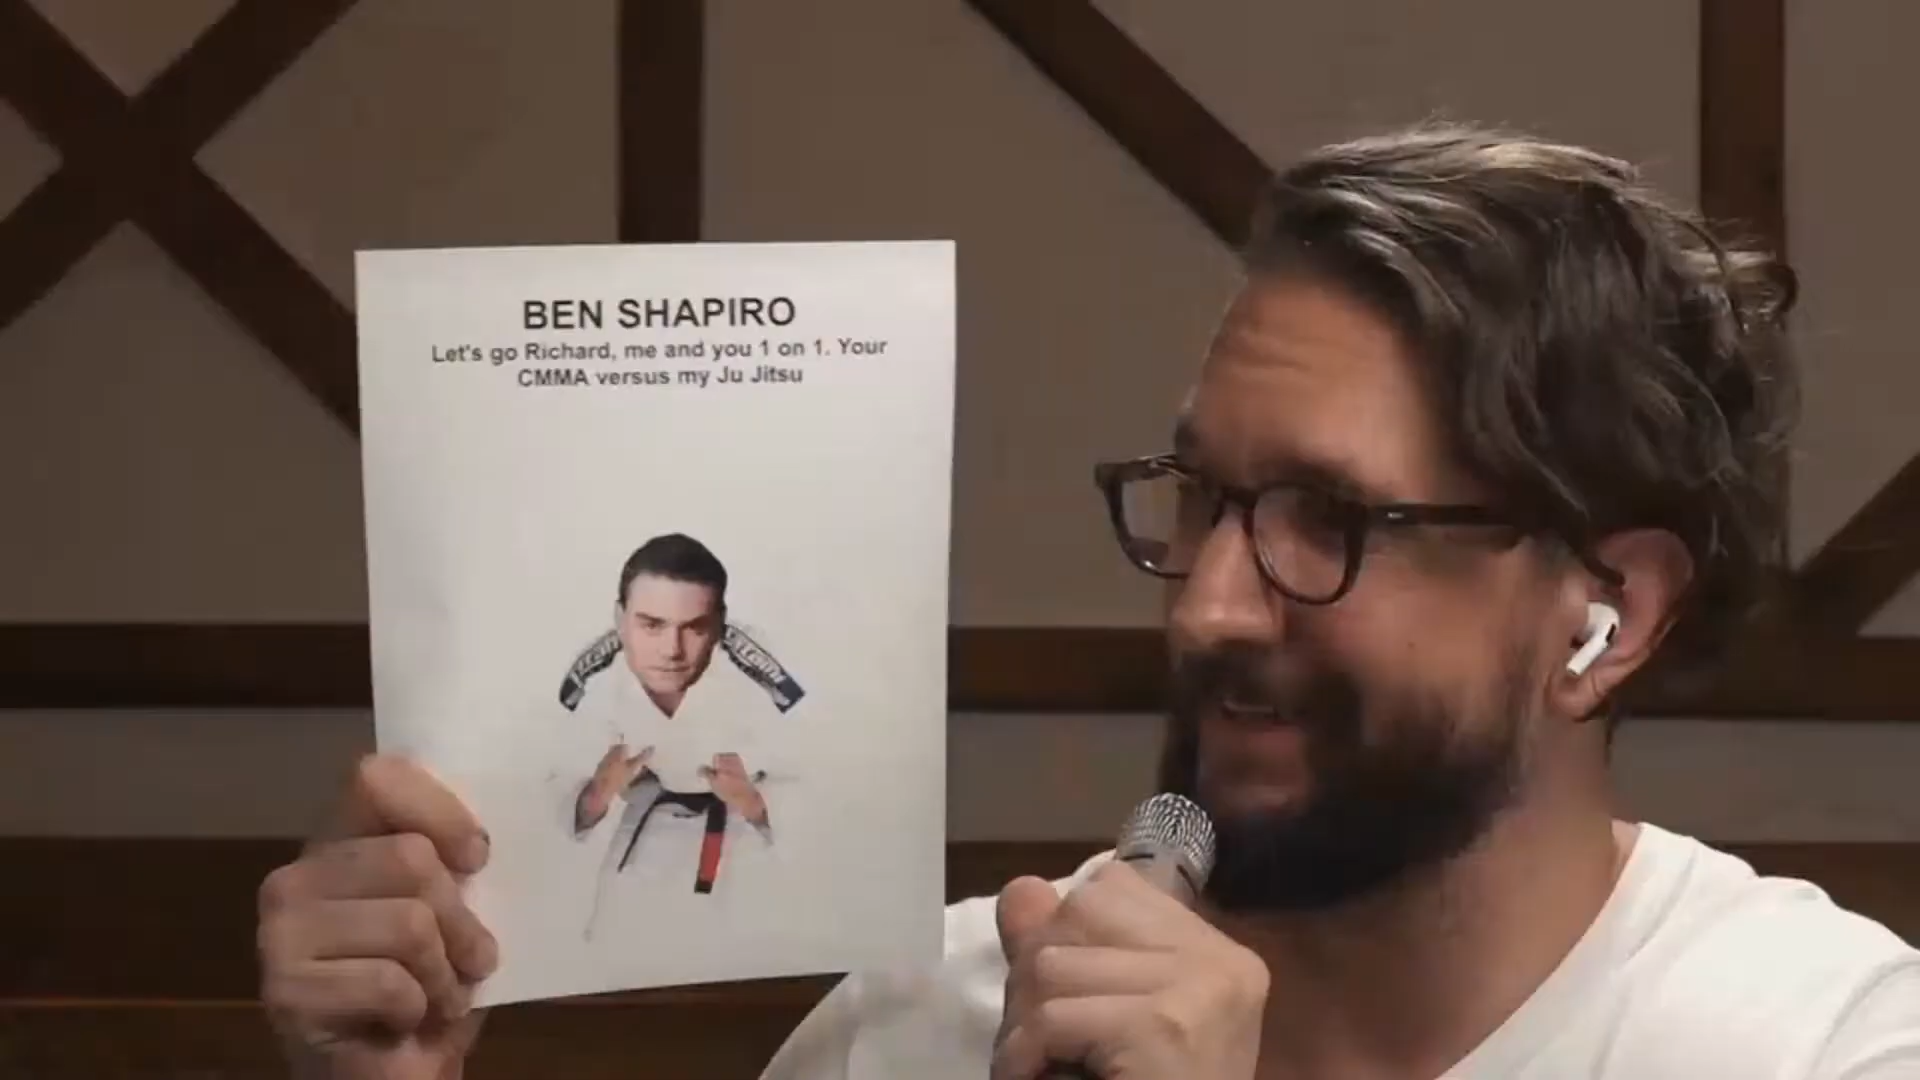 BEN SHAPIRO
Let's go Richard, me and you 1 on 1. Your
CMMA versus my Ju Jitsu